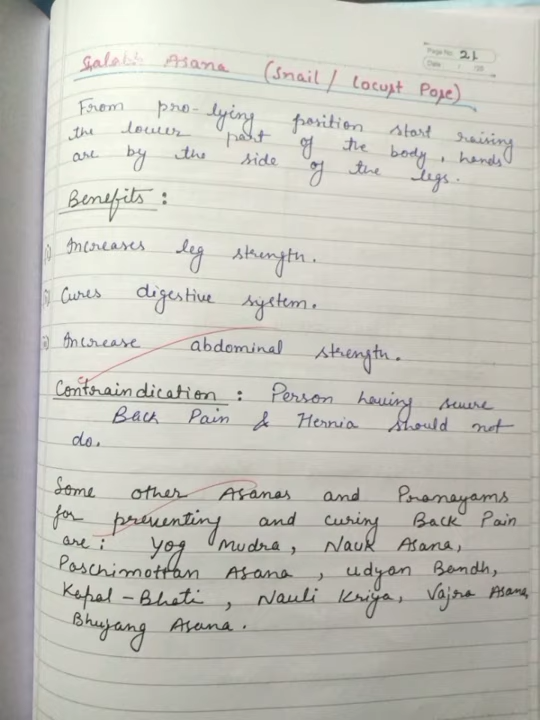 Page No. 21
Date
Salabh Asana (Snail / Locust Pose)
From pro-lying position start raising
the lower part of the body, hands
are by the side of the legs.
Benefits :
(i) Increases leg strength.
(ii) Cures digestive system.
(iii) Increase abdominal strength.
Contraindication : Person having severe
Back Pain & Hernia should not
do.
Some other Asanas and Pranayams
for preventing and curing Back Pain
are : Yog Mudra, Nauk Asana,
Paschimottan Asana, Udyan Bandh,
Kapal-Bhati, Nauli Kriya, Vajra Asana,
Bhujang Asana.